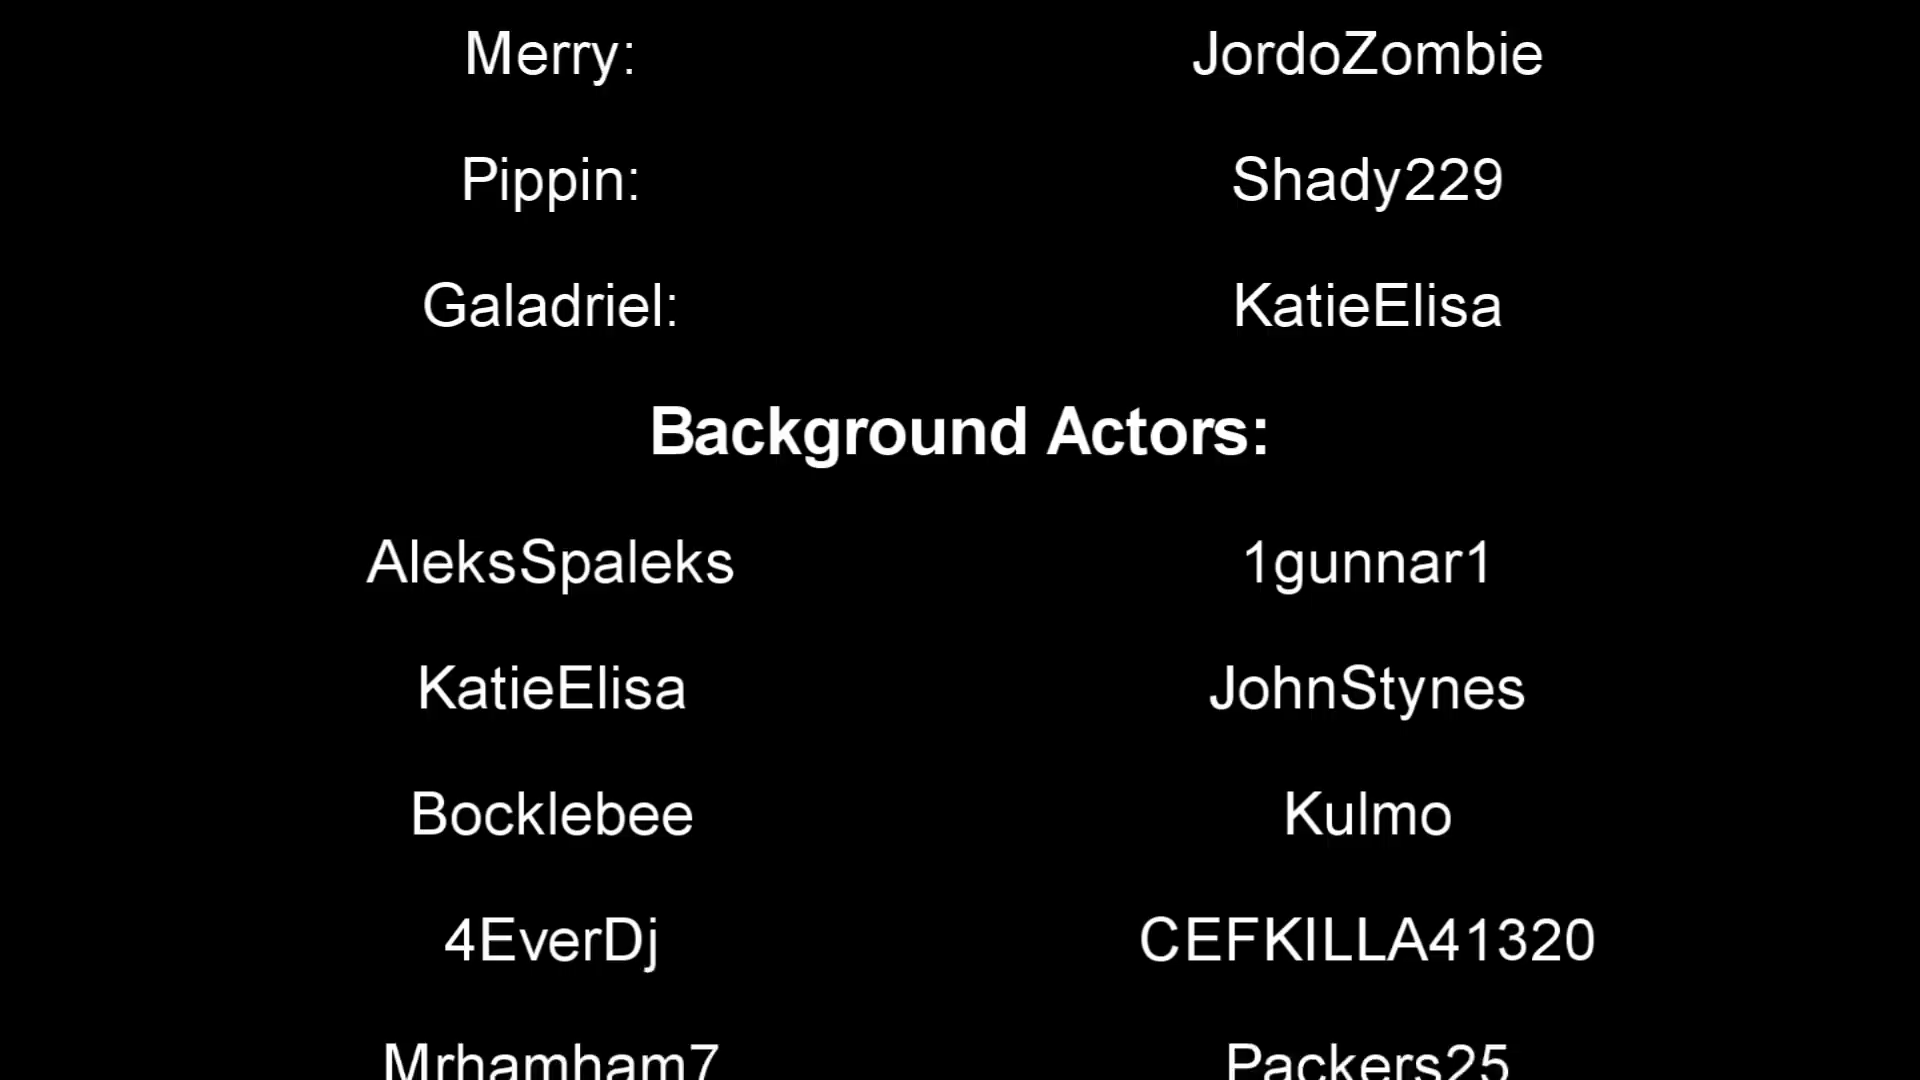 Merry: JordoZombie
Pippin: Shady229
Galadriel: KatieElisa
Background Actors:
AleksSpaleks 1gunnar1
KatieElisa JohnStynes
Bocklebee Kulmo
4EverDj CEFKILLA41320
Mrhamham7 Packers25